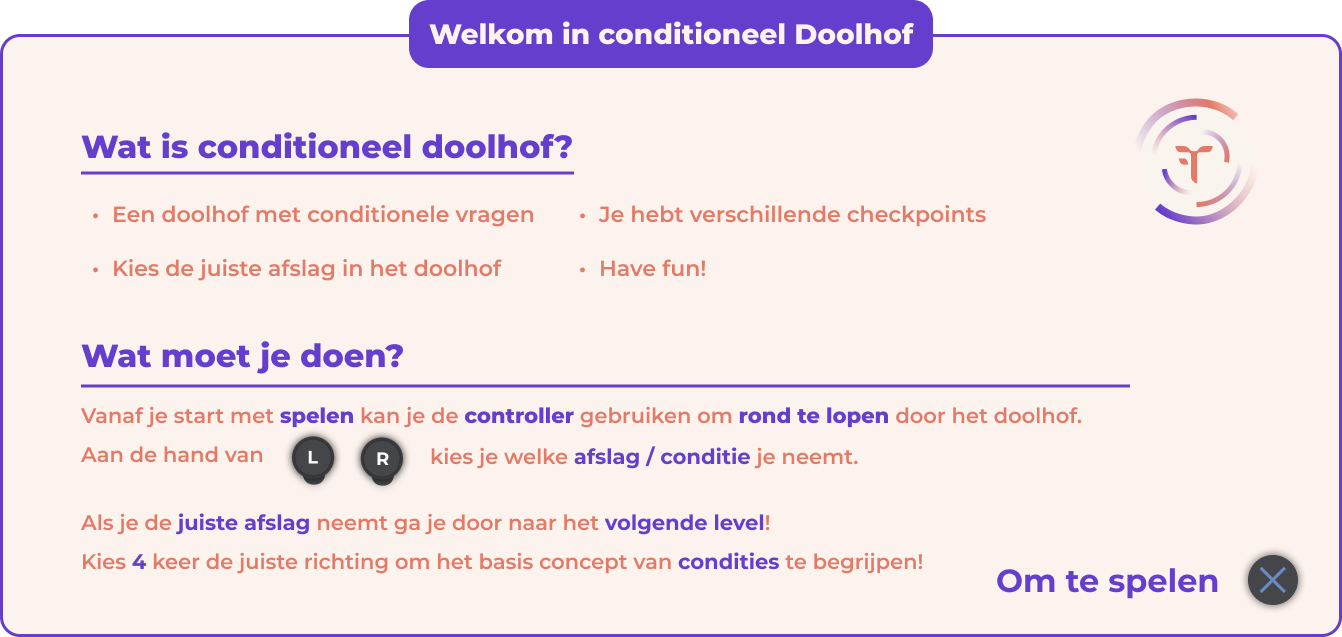 Welkom in conditioneel Doolhof
Wat is conditioneel doolhof?
• Een doolhof met conditionele vragen
• Je hebt verschillende checkpoints
• Kies de juiste afslag in het doolhof
• Have fun!
Wat moet je doen?
Vanaf je start met spelen kan je de controller gebruiken om rond te lopen door het doolhof.
Aan de hand van L R kies je welke afslag / conditie je neemt.
Als je de juiste afslag neemt ga je door naar het volgende level!
Kies 4 keer de juiste richting om het basis concept van condities te begrijpen!
Om te spelen